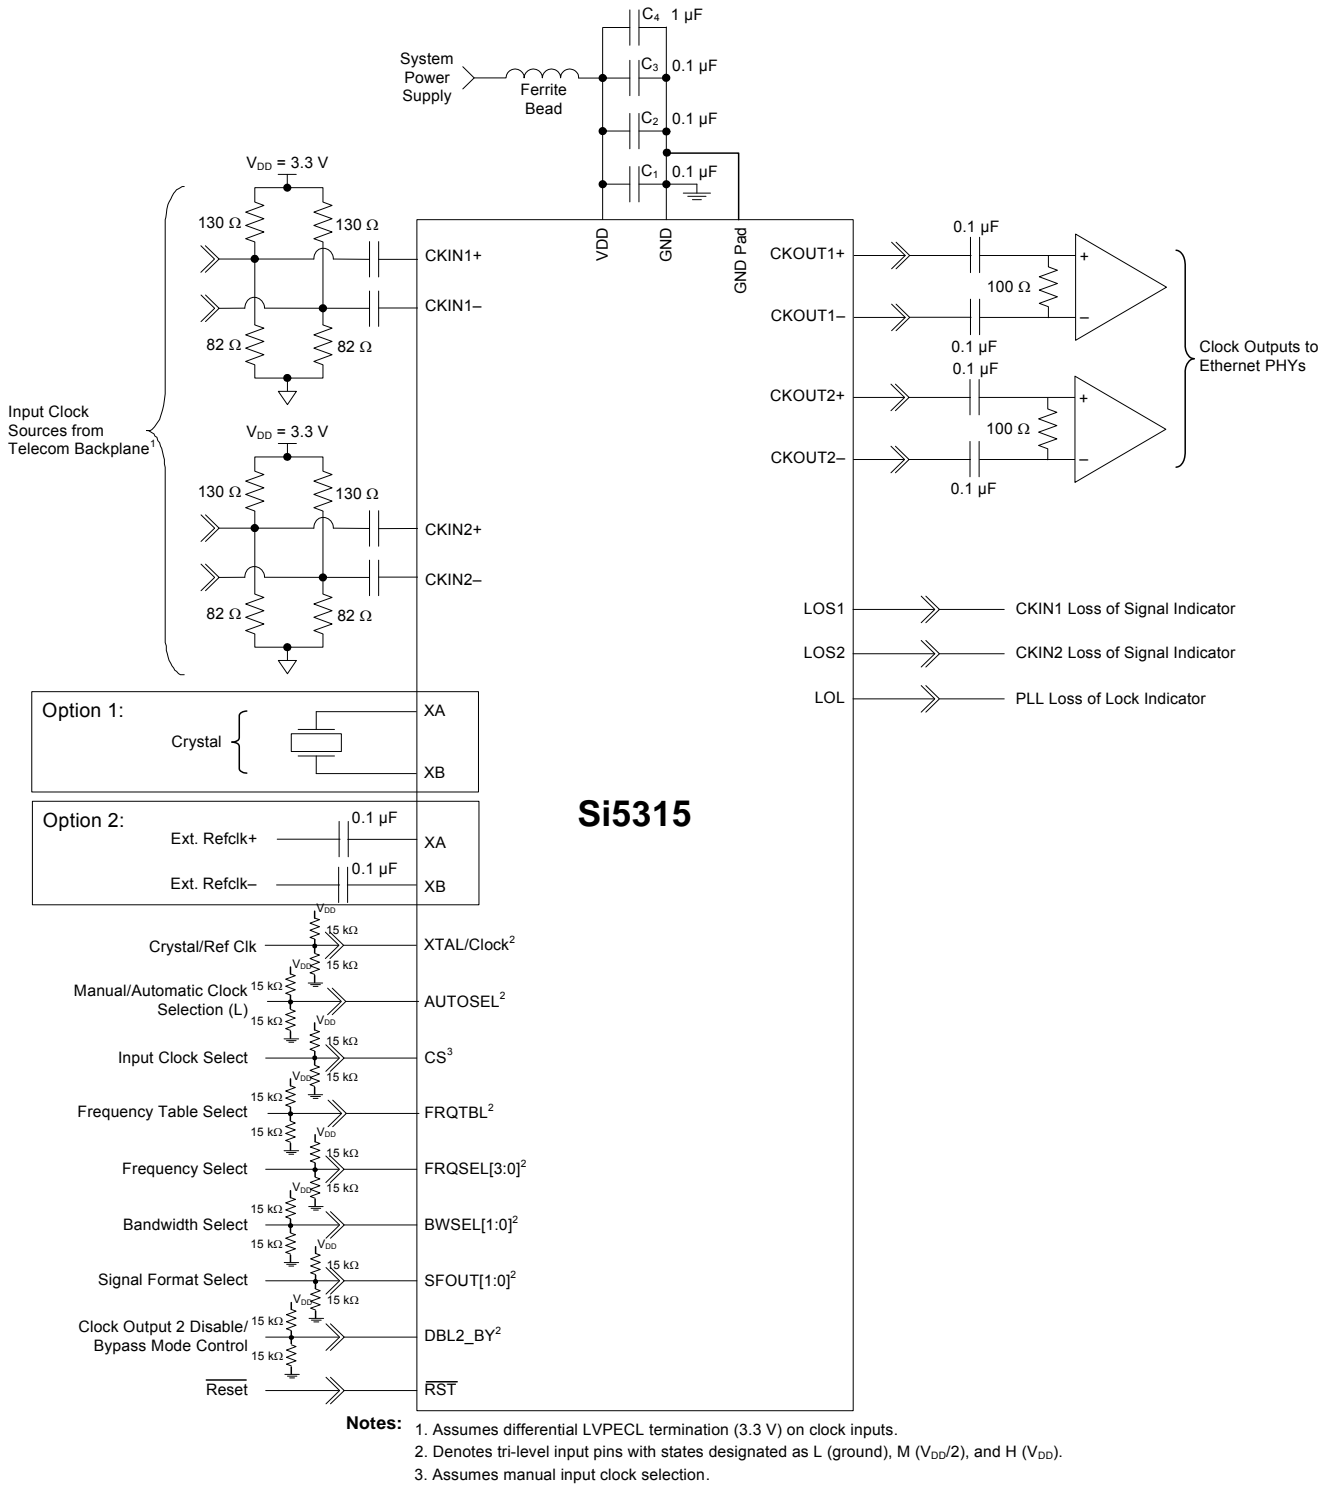 C4 1 µF
System
Power
Supply
Ferrite
Bead
C3 0.1 µF
C2 0.1 µF
C1 0.1 µF
VDD
GND
GND Pad
VDD = 3.3 V
130 Ω
130 Ω
CKIN1+
CKIN1–
82 Ω
82 Ω
Input Clock
Sources from
Telecom Backplane1
VDD = 3.3 V
130 Ω
130 Ω
CKIN2+
CKIN2–
82 Ω
82 Ω
CKOUT1+
0.1 µF
+
100 Ω
CKOUT1–
–
0.1 µF
Clock Outputs to
Ethernet PHYs
0.1 µF
CKOUT2+
+
100 Ω
CKOUT2–
–
0.1 µF
LOS1
CKIN1 Loss of Signal Indicator
LOS2
CKIN2 Loss of Signal Indicator
LOL
PLL Loss of Lock Indicator
Option 1:
Crystal
XA
XB
Si5315
Option 2:
0.1 µF
Ext. Refclk+
XA
0.1 µF
Ext. Refclk–
XB
VDD
15 kΩ
Crystal/Ref Clk
XTAL/Clock2
15 kΩ
VDD
15 kΩ
Manual/Automatic Clock
Selection (L)
AUTOSEL2
15 kΩ
VDD
15 kΩ
Input Clock Select
CS3
15 kΩ
VDD
15 kΩ
Frequency Table Select
FRQTBL2
15 kΩ
VDD
15 kΩ
Frequency Select
FRQSEL[3:0]2
15 kΩ
VDD
15 kΩ
Bandwidth Select
BWSEL[1:0]2
15 kΩ
VDD
15 kΩ
Signal Format Select
SFOUT[1:0]2
15 kΩ
VDD
15 kΩ
Clock Output 2 Disable/
Bypass Mode Control
DBL2_BY2
15 kΩ
Reset
RST
Notes: 1. Assumes differential LVPECL termination (3.3 V) on clock inputs.
2. Denotes tri-level input pins with states designated as L (ground), M (VDD/2), and H (VDD).
3. Assumes manual input clock selection.